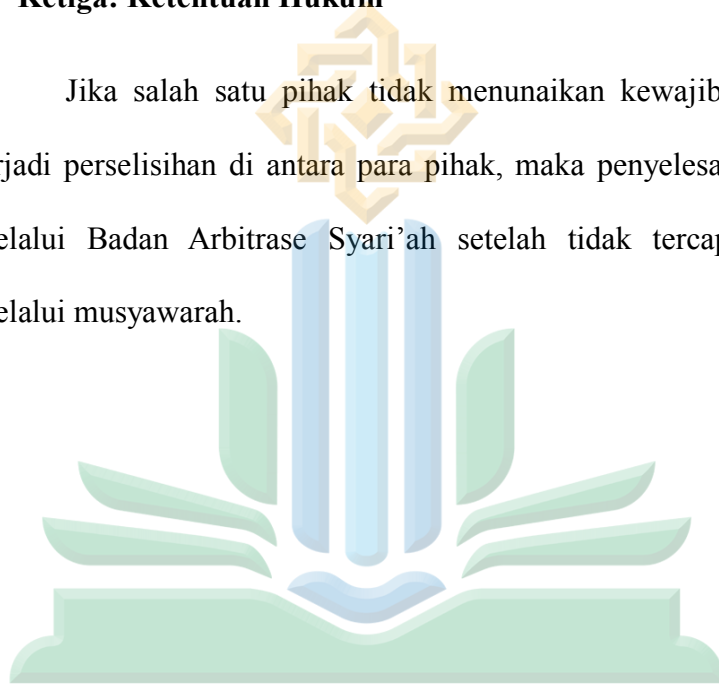 Ketiga: Ketentuan Hukum
Jika salah satu pihak tidak menunaikan kewajib
rjadi perselisihan di antara para pihak, maka penyelesa
elalui Badan Arbitrase Syari’ah setelah tidak tercap
elalui musyawarah.